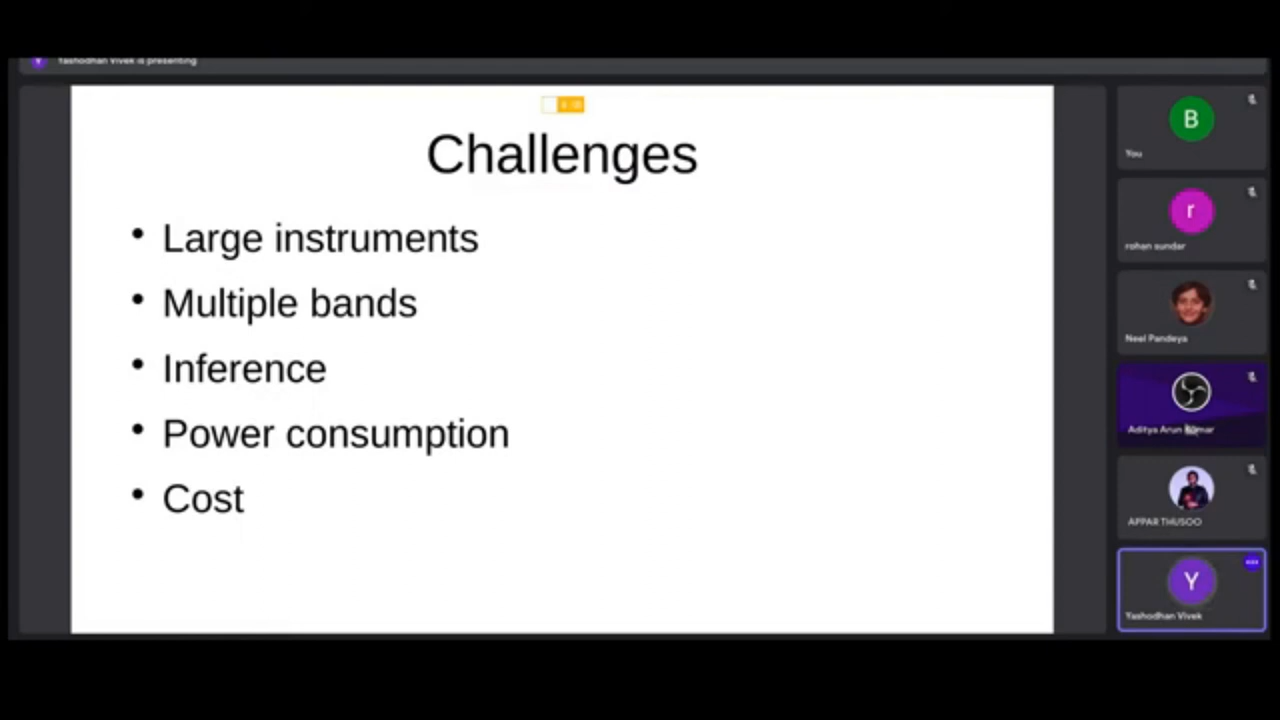 Y
Yashodhan Vivek is presenting
Challenges
• Large instruments
• Multiple bands
• Inference
• Power consumption
• Cost
B
You
r
rohan sundar
Neel Pandeya
Aditya Arun Kumar
APPAR THUSOO
Y
Yashodhan Vivek